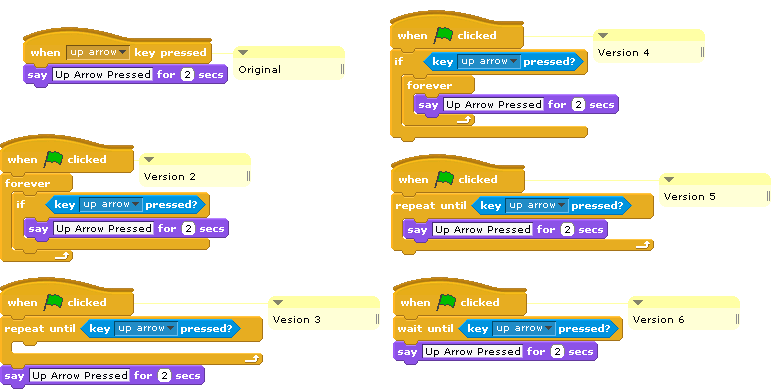 when up arrow key pressed
say Up Arrow Pressed for 2 secs
Original
when clicked
forever
if key up arrow pressed?
say Up Arrow Pressed for 2 secs
Version 2
when clicked
repeat until key up arrow pressed?
say Up Arrow Pressed for 2 secs
Vesion 3
when clicked
if key up arrow pressed?
forever
say Up Arrow Pressed for 2 secs
Version 4
when clicked
repeat until key up arrow pressed?
say Up Arrow Pressed for 2 secs
Version 5
when clicked
wait until key up arrow pressed?
say Up Arrow Pressed for 2 secs
Version 6